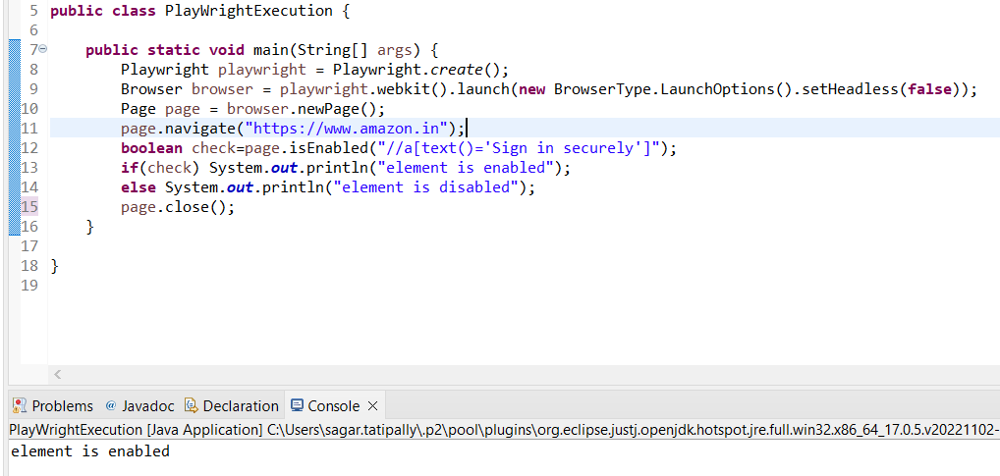 5 public class PlayWrightExecution {
6
7 public static void main(String[] args) {
8 Playwright playwright = Playwright.create();
9 Browser browser = playwright.webkit().launch(new BrowserType.LaunchOptions().setHeadless(false));
10 Page page = browser.newPage();
11 page.navigate("https://www.amazon.in");
12 boolean check=page.isEnabled("//a[text()='Sign in securely']");
13 if(check) System.out.println("element is enabled");
14 else System.out.println("element is disabled");
15 page.close();
16 }
17
18 }
19
Problems @ Javadoc Declaration Console
PlayWrightExecution [Java Application] C:\Users\sagar.tatipally\.p2\pool\plugins\org.eclipse.justj.openjdk.hotspot.jre.full.win32.x86_64_17.0.5.v20221102-
element is enabled